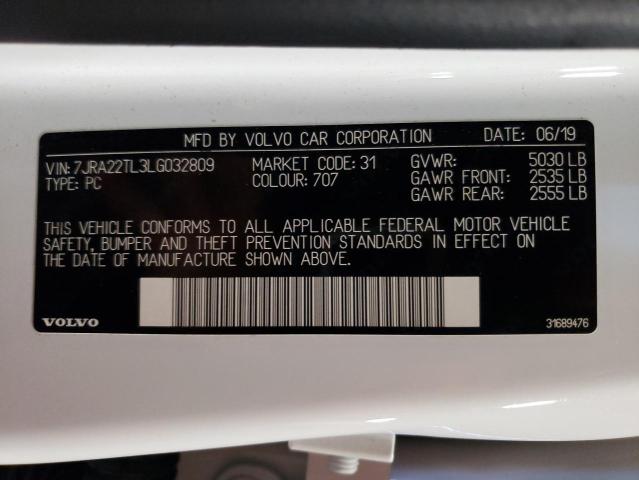 MFD BY VOLVO CAR CORPORATION DATE: 06/19
VIN: 7JRA22TL3LG032809 MARKET CODE: 31 GVWR: 5030 LB
TYPE: PC COLOUR: 707 GAWR FRONT: 2535 LB
GAWR REAR: 2555 LB
THIS VEHICLE CONFORMS TO ALL APPLICABLE FEDERAL MOTOR VEHICLE
SAFETY, BUMPER AND THEFT PREVENTION STANDARDS IN EFFECT ON
THE DATE OF MANUFACTURE SHOWN ABOVE.
VOLVO 31689476